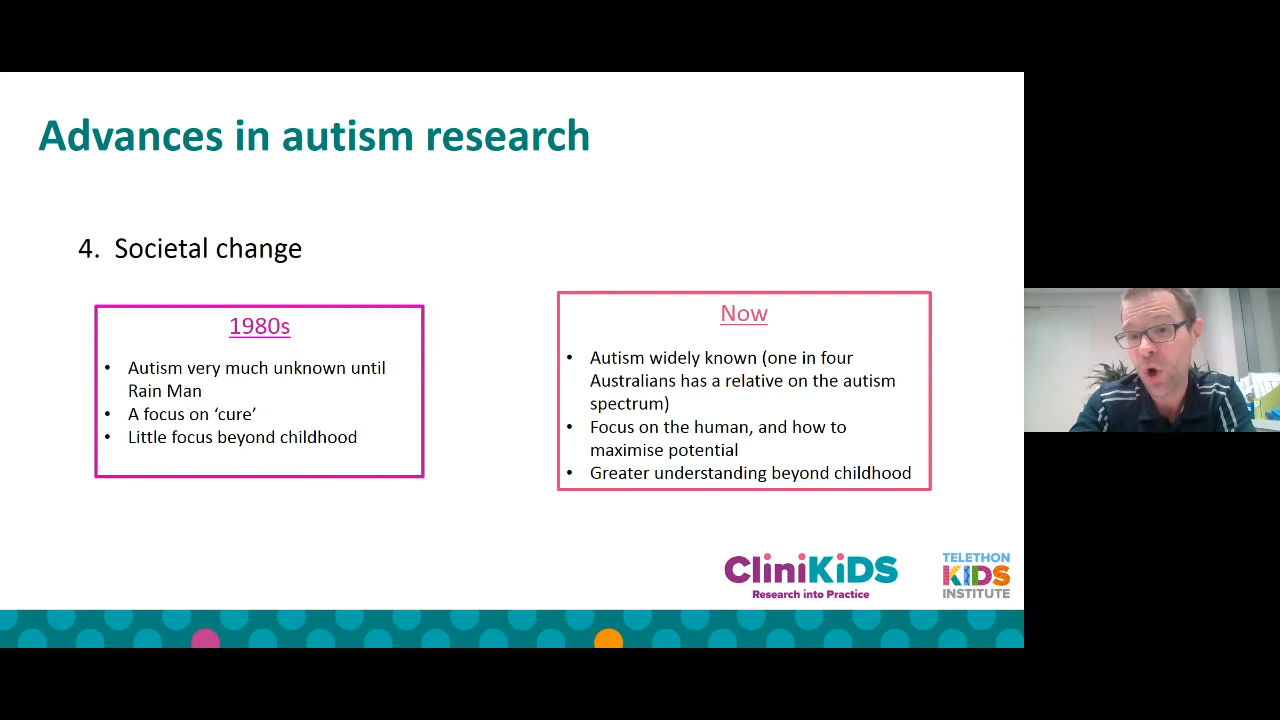 Advances in autism research
4. Societal change
1980s
• Autism very much unknown until
Rain Man
• A focus on ‘cure’
• Little focus beyond childhood
Now
• Autism widely known (one in four
Australians has a relative on the autism
spectrum)
• Focus on the human, and how to
maximise potential
• Greater understanding beyond childhood
CliniKiDS
Research into Practice
TELETHON
KIDS
INSTITUTE